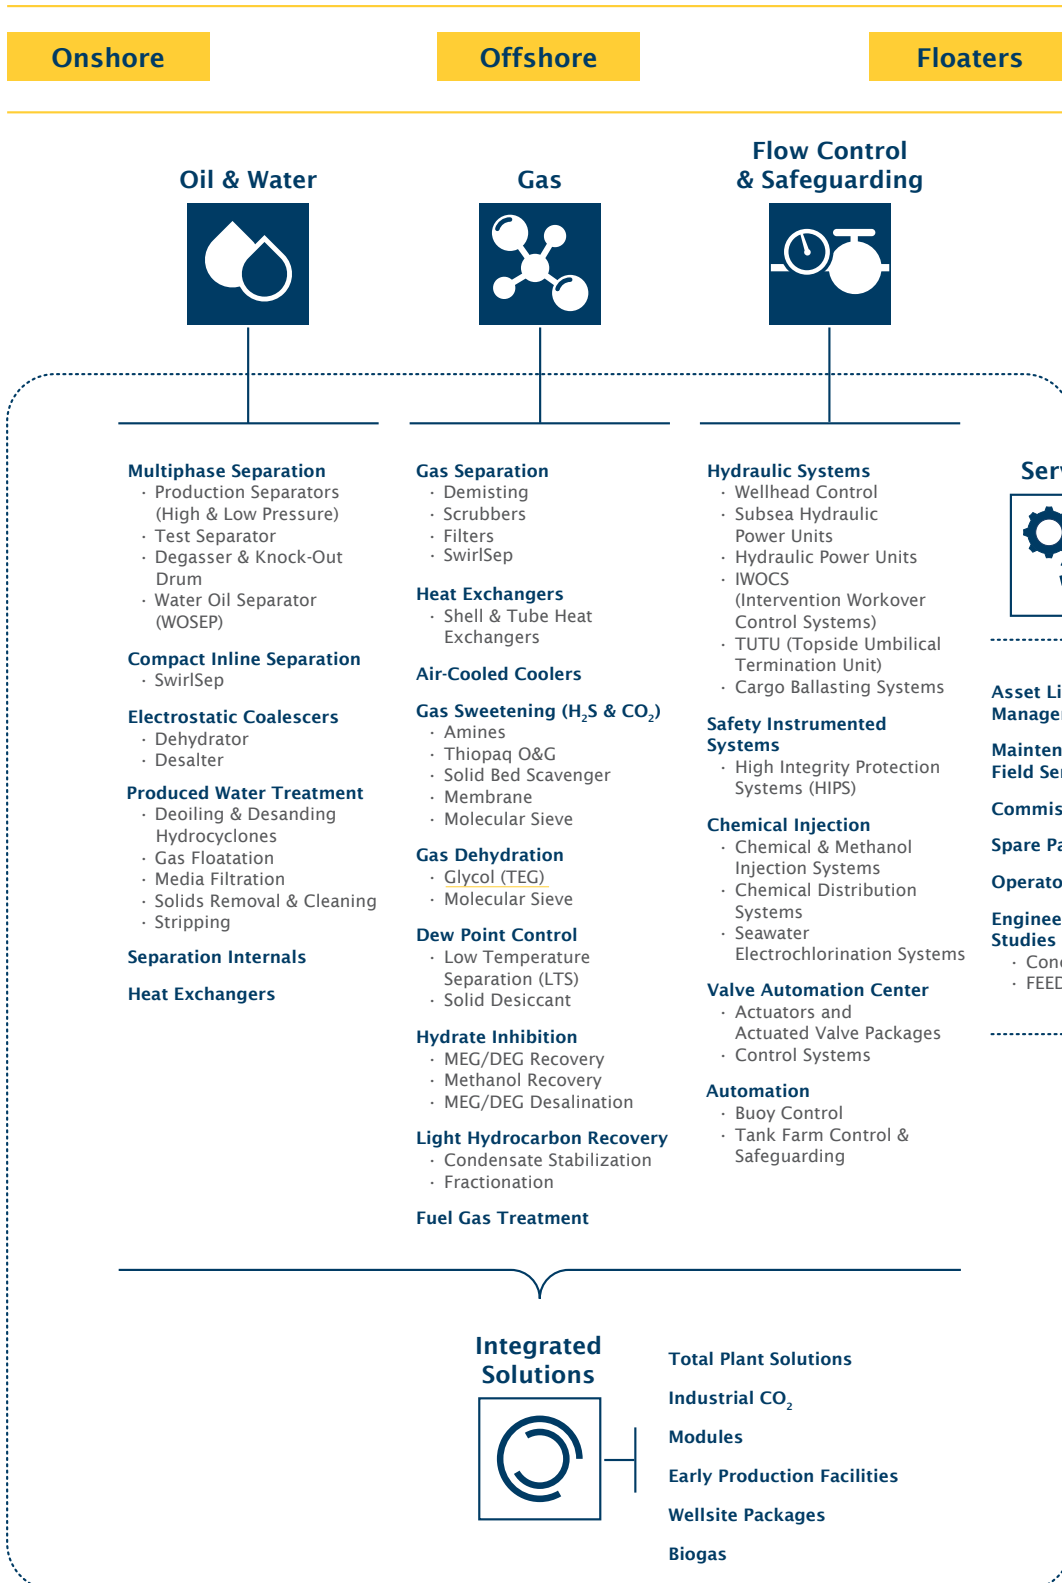 Onshore
Offshore
Floaters
Oil & Water
Gas
Flow Control
& Safeguarding
Multiphase Separation
· Production Separators
(High & Low Pressure)
· Test Separator
· Degasser & Knock-Out
Drum
· Water Oil Separator
(WOSEP)
Compact Inline Separation
· SwirlSep
Electrostatic Coalescers
· Dehydrator
· Desalter
Produced Water Treatment
· Deoiling & Desanding
Hydrocyclones
· Gas Floatation
· Media Filtration
· Solids Removal & Cleaning
· Stripping
Separation Internals
Heat Exchangers
Gas Separation
· Demisting
· Scrubbers
· Filters
· SwirlSep
Heat Exchangers
· Shell & Tube Heat
Exchangers
Air-Cooled Coolers
Gas Sweetening (H₂S & CO₂)
· Amines
· Thiopaq O&G
· Solid Bed Scavenger
· Membrane
· Molecular Sieve
Gas Dehydration
· Glycol (TEG)
· Molecular Sieve
Dew Point Control
· Low Temperature
Separation (LTS)
· Solid Desiccant
Hydrate Inhibition
· MEG/DEG Recovery
· Methanol Recovery
· MEG/DEG Desalination
Light Hydrocarbon Recovery
· Condensate Stabilization
· Fractionation
Fuel Gas Treatment
Hydraulic Systems
· Wellhead Control
· Subsea Hydraulic
Power Units
· Hydraulic Power Units
· IWOCS
(Intervention Workover
Control Systems)
· TUTU (Topside Umbilical
Termination Unit)
· Cargo Ballasting Systems
Safety Instrumented
Systems
· High Integrity Protection
Systems (HIPS)
Chemical Injection
· Chemical & Methanol
Injection Systems
· Chemical Distribution
Systems
· Seawater
Electrochlorination Systems
Valve Automation Center
· Actuators and
Actuated Valve Packages
· Control Systems
Automation
· Buoy Control
· Tank Farm Control &
Safeguarding
Asset
Spare
Studies
· FEED
Integrated
Solutions
Total Plant Solutions
Industrial CO₂
Modules
Early Production Facilities
Wellsite Packages
Biogas